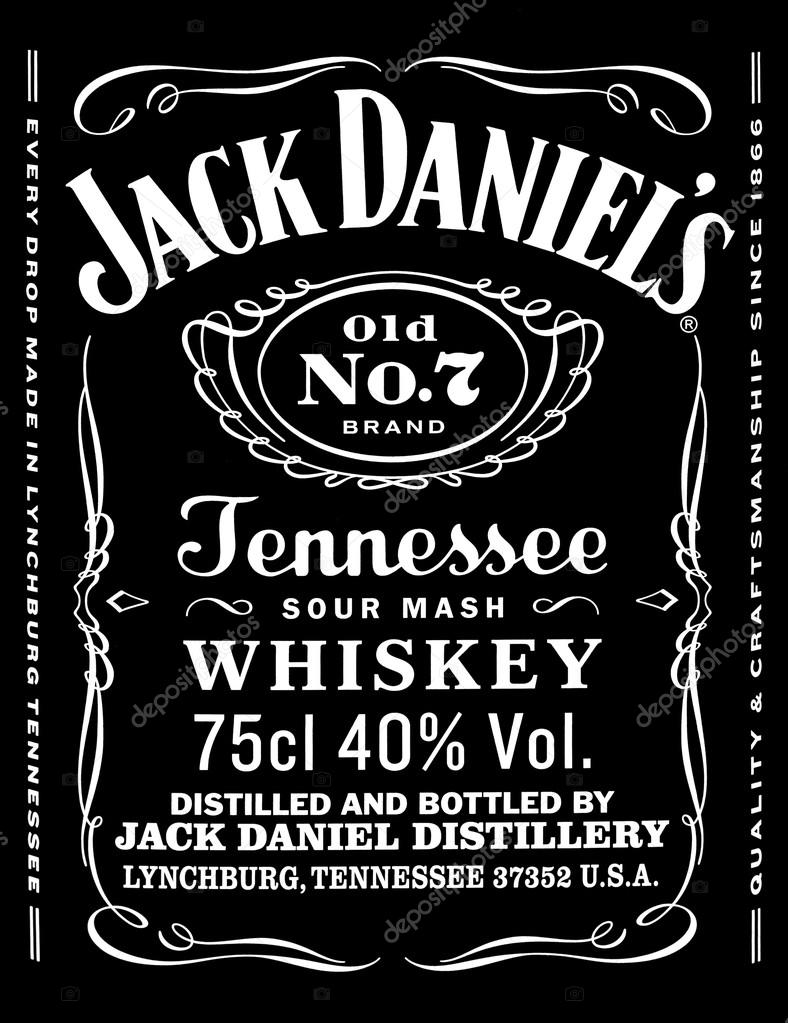 JACK DANIEL'S
®
Old
No.7
BRAND
Tennessee
SOUR MASH
WHISKEY
75cl 40% Vol.
DISTILLED AND BOTTLED BY
JACK DANIEL DISTILLERY
LYNCHBURG, TENNESSEE 37352 U.S.A.
EVERY DROP MADE IN LYNCHBURG TENNESSEE
QUALITY & CRAFTSMANSHIP SINCE 1866
depositphotos
depositphotos
depositphotos
depositphotos
depositphotos
depositphotos
depositphotos